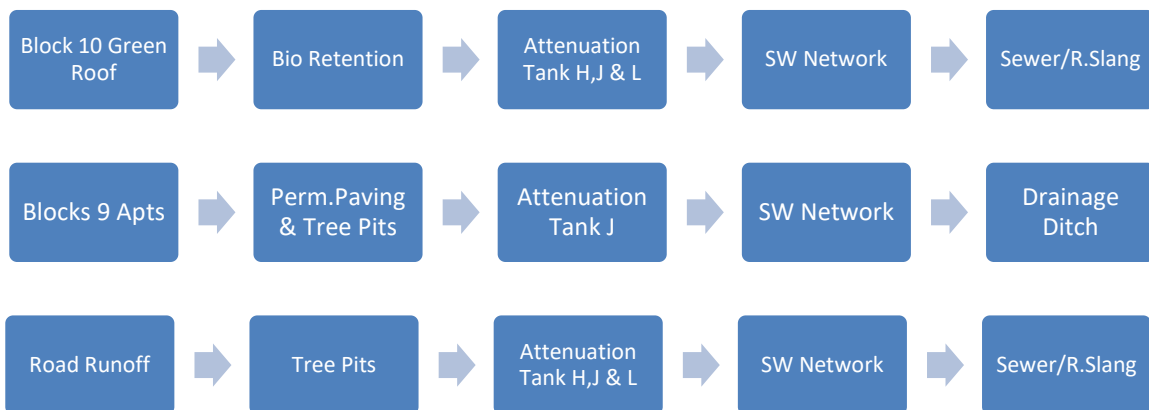 Block 10 Green
Roof
Bio Retention
Attenuation
Tank H,J & L
SW Network
Sewer/R.Slang
Blocks 9 Apts
Perm.Paving
& Tree Pits
Attenuation
Tank J
SW Network
Drainage
Ditch
Road Runoff
Tree Pits
Attenuation
Tank H,J & L
SW Network
Sewer/R.Slang